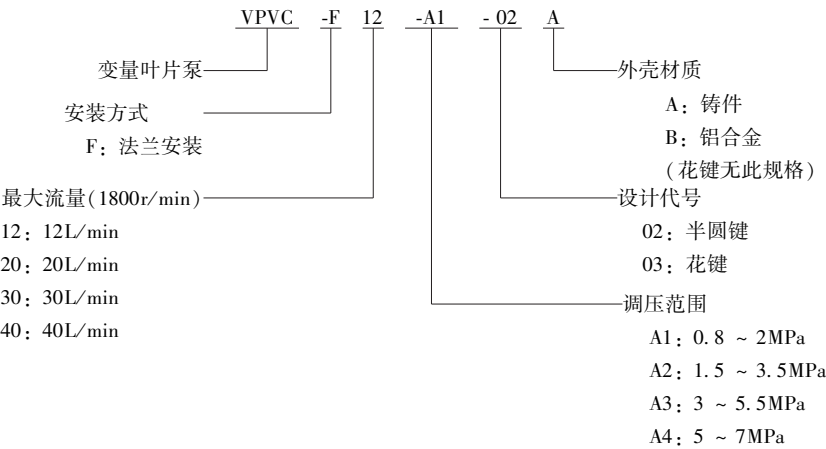 VPVC -F 12 -A1 -02 A
变量叶片泵
安装方式
F：法兰安装
最大流量(1800r/min)
12：12L/min
20：20L/min
30：30L/min
40：40L/min
外壳材质
A：铸件
B：铝合金
(花键无此规格)
设计代号
02：半圆键
03：花键
调压范围
A1：0.8 ~ 2MPa
A2：1.5 ~ 3.5MPa
A3：3 ~ 5.5MPa
A4：5 ~ 7MPa